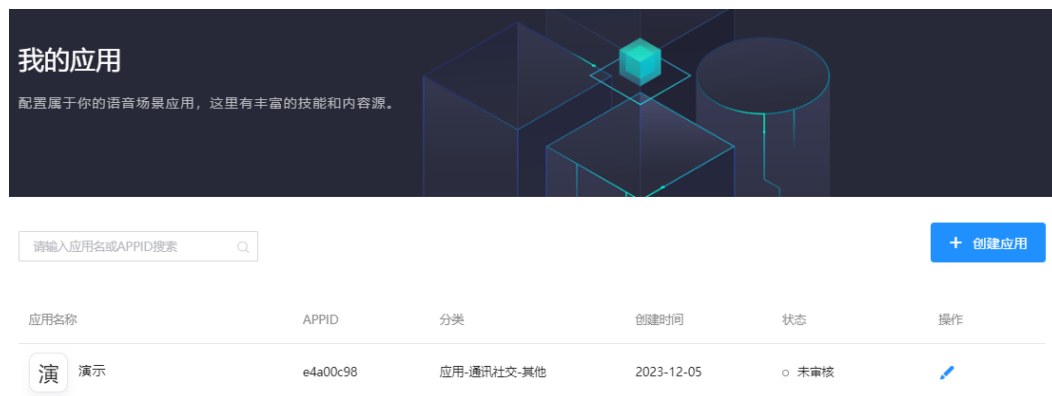 我的应用
配置属于你的语音场景应用，这里有丰富的技能和内容源。
请输入应用名或APPID搜索
+ 创建应用
应用名称 APPID 分类 创建时间 状态 操作
演 演示 e4a00c98 应用-通讯社交-其他 2023-12-05 未审核